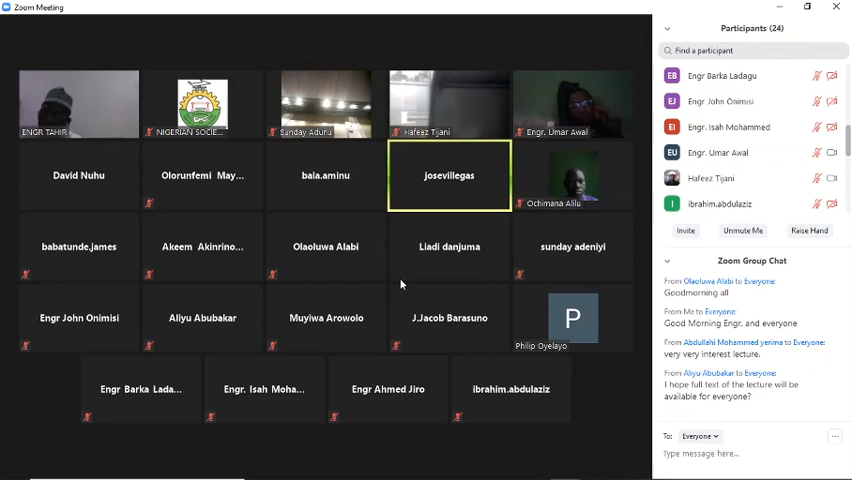 Zoom Meeting
ENGR TAHIR
NIGERIAN SOCIE...
Sunday Aduru
Hafeez Tijani
Engr. Umar Awal
David Nuhu
Olorunfemi May...
bala.aminu
josevillegas
Ochimana Alilu
babatunde.james
Akeem Akinrino...
Olaoluwa Alabi
Lladi danjuma
sunday adeniyi
Engr John Onimisi
Aliyu Abubakar
Muyiwa Arowolo
J.Jacob Barasuno
P
Philip Oyelayo
Engr Barka Lada...
Engr. Isah Moha...
Engr Ahmed Jiro
ibrahim.abdulaziz
Participants (24)
Find a participant
EB Engr Barka Ladagu
EJ Engr John Onimisi
EI Engr. Isah Mohammed
EU Engr. Umar Awal
Hafeez Tijani
I ibrahim.abdulaziz
Invite Unmute Me Raise Hand
Zoom Group Chat
From Olaoluwa Alabi to Everyone:
Goodmorning all
From Me to Everyone:
Good Morning Engr. and everyone
From Abdullahi Mohammed yerima to Everyone:
very very interest lecture.
From Aliyu Abubakar to Everyone:
I hope full text of the lecture will be
available for everyone?
To: Everyone
Type message here...